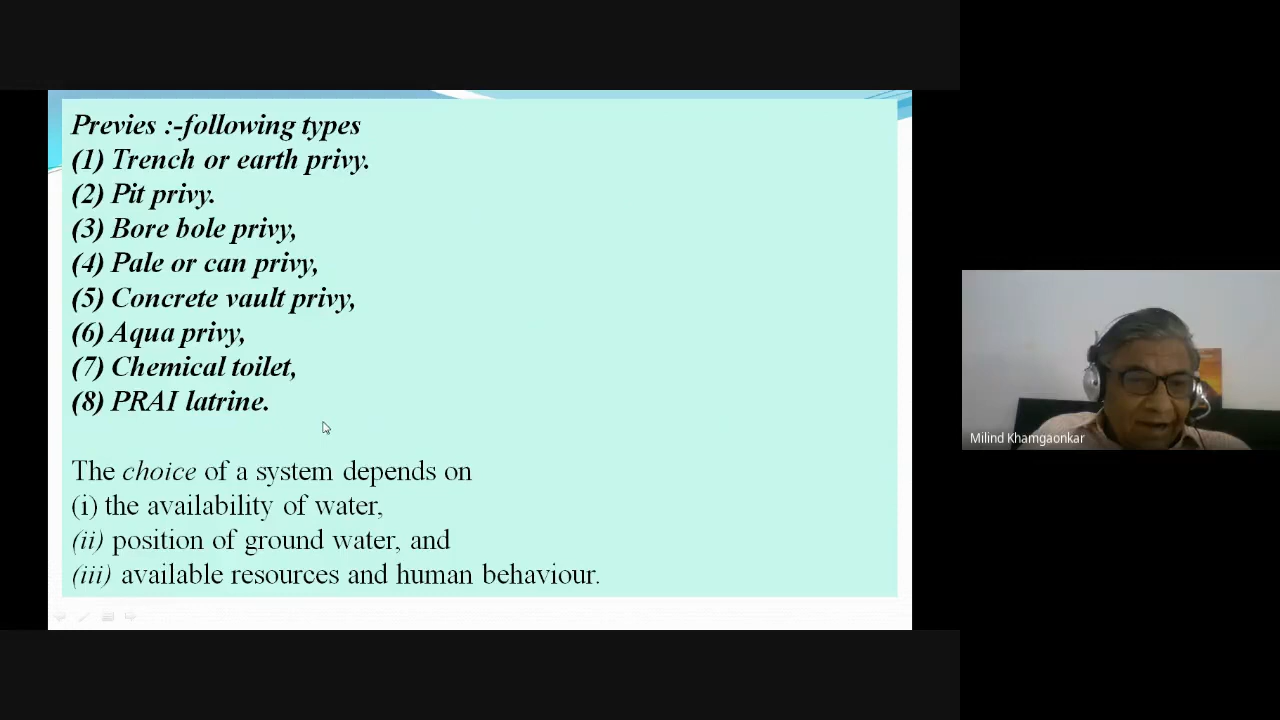 Previes :-following types
(1) Trench or earth privy.
(2) Pit privy.
(3) Bore bole privy,
(4) Pale or can privy,
(5) Concrete vault privy,
(6) Aqua privy,
(7) Chemical toilet,
(8) PRAI latrine.
The choice of a system depends on
(i) the availability of water,
(ii) position of ground water, and
(iii) available resources and human behaviour.
Milind Khamgaonkar